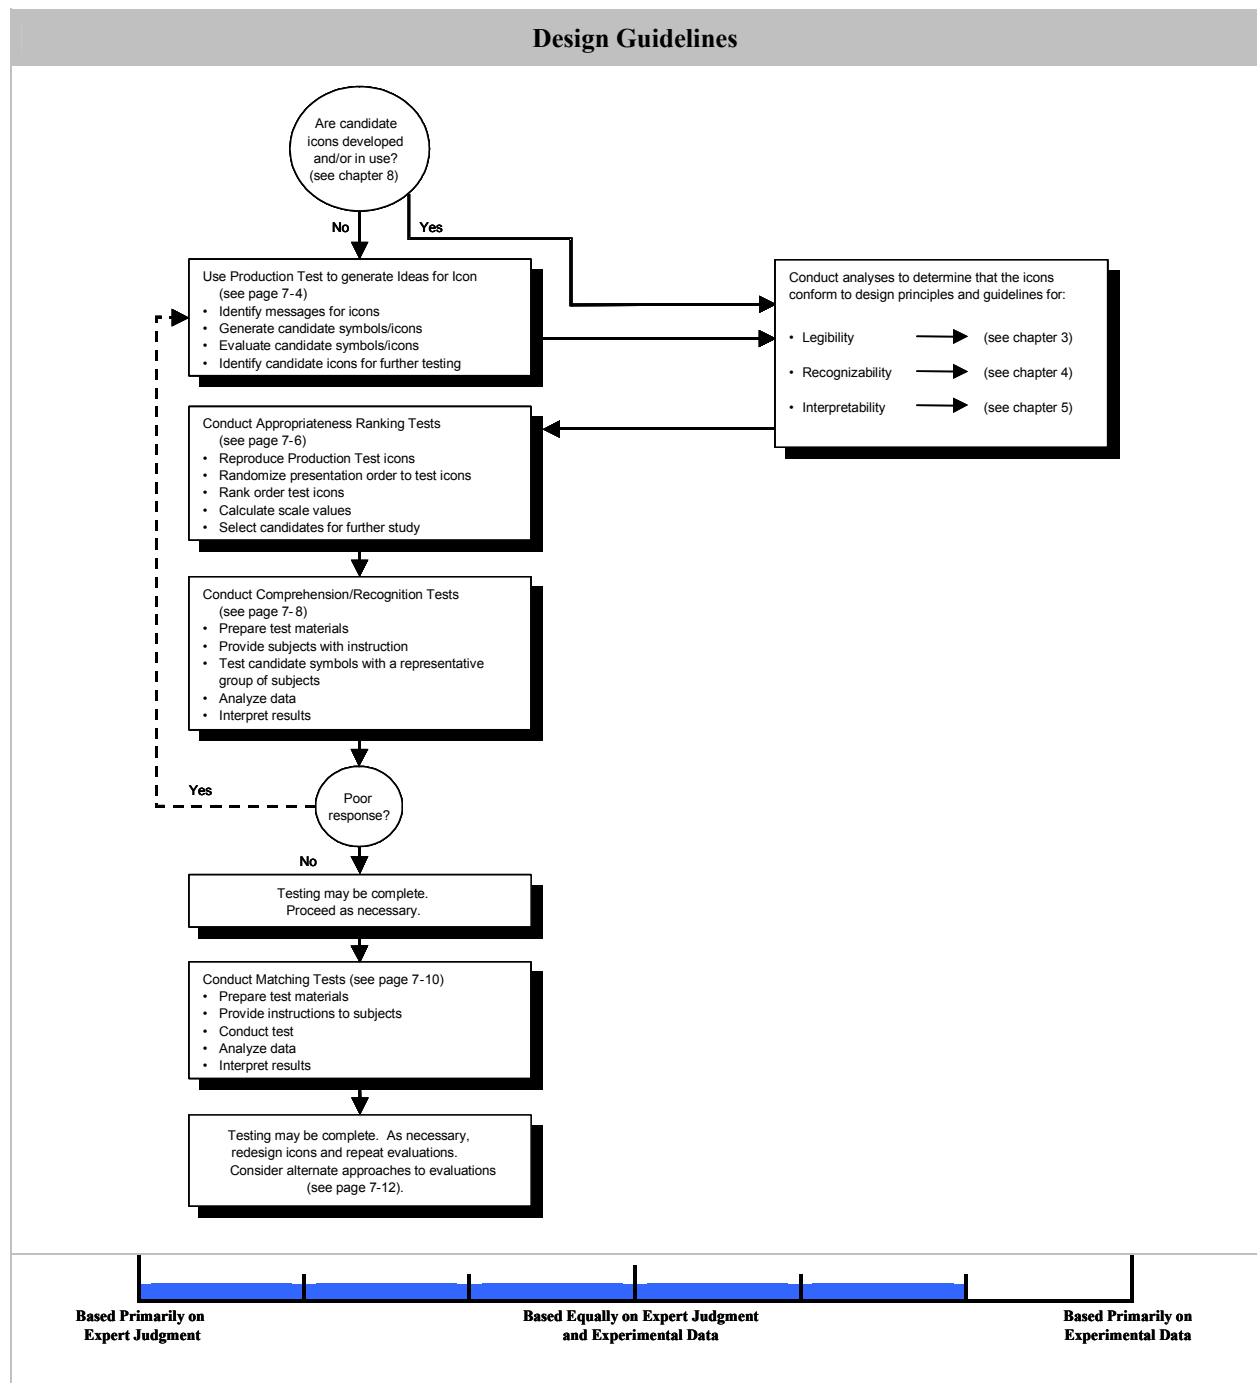 Design Guidelines
Are candidate
icons developed
and/or in use?
(see chapter 8)
No
Yes
Use Production Test to generate Ideas for Icon
(see page 7-4)
• Identify messages for icons
• Generate candidate symbols/icons
• Evaluate candidate symbols/icons
• Identify candidate icons for further testing
Conduct analyses to determine that the icons
conform to design principles and guidelines for:
• Legibility (see chapter 3)
• Recognizability (see chapter 4)
• Interpretability (see chapter 5)
Conduct Appropriateness Ranking Tests
(see page 7-6)
• Reproduce Production Test icons
• Randomize presentation order to test icons
• Rank order test icons
• Calculate scale values
• Select candidates for further study
Conduct Comprehension/Recognition Tests
(see page 7-8)
• Prepare test materials
• Provide subjects with instruction
• Test candidate symbols with a representative
group of subjects
• Analyze data
• Interpret results
Yes
Poor
response?
No
Testing may be complete.
Proceed as necessary.
Conduct Matching Tests (see page 7-10)
• Prepare test materials
• Provide instructions to subjects
• Conduct test
• Analyze data
• Interpret results
Testing may be complete. As necessary,
redesign icons and repeat evaluations.
Consider alternate approaches to evaluations
(see page 7-12).
Based Primarily on
Expert Judgment
Based Equally on Expert Judgment
and Experimental Data
Based Primarily on
Experimental Data